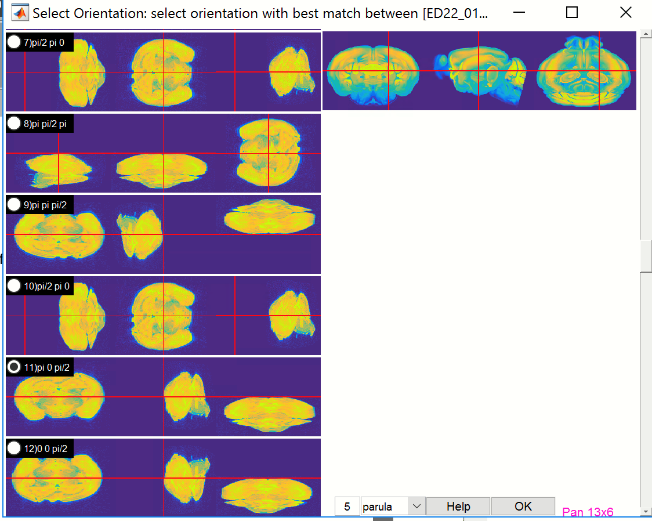 Select Orientation: select orientation with best match between [ED22_01...
7)pi/2 pi 0
8)pi pi/2 pi
9)pi pi pi/2
10)pi/2 pi 0
11)pi 0 pi/2
12)0 0 pi/2
5 parula Help OK Pan 13x6